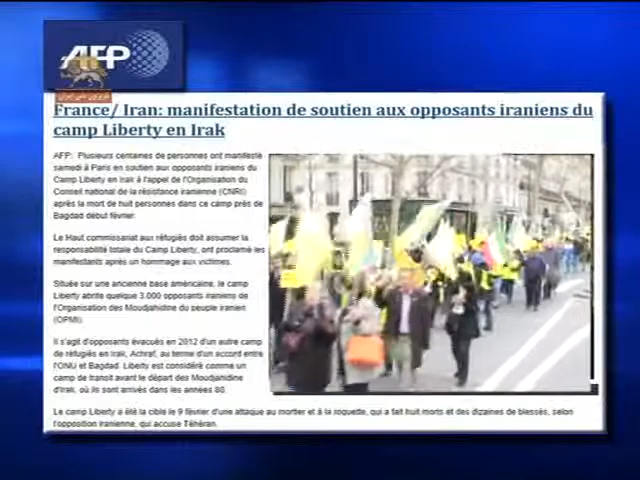 AFP
France/ Iran: manifestation de soutien aux opposants iraniens du
camp Liberty en Irak
AFP: Plusieurs centaines de personnes ont manifesté
samedi à Paris en soutien aux opposants iraniens du
Camp Liberty en Irak à l'appel de l'Organisation du
Conseil national de la résistance iranienne (CNRI)
après la mort de huit personnes dans ce camp près de
Bagdad début février.
Le Haut commissariat aux réfugiés doit assumer la
responsabilité totale du Camp Liberty, ont proclamé les
manifestants après un hommage aux victimes.
Située sur une ancienne base américaine, le camp
Liberty abrite quelque 3.000 opposants iraniens de
l'Organisation des Moudjahidine du peuple iranien
(OPMI).
Il s'agit d'opposants évacués en 2012 d'un autre camp
de réfugiés en Irak, Achraf, au terme d'un accord entre
l'ONU et Bagdad. Liberty est considéré comme un
camp de transit avant le départ des Moudjahidine
d'Irak, où ils sont arrivés dans les années 80.
Le camp Liberty a été la cible le 9 février d'une attaque au mortier et à la roquette, qui a fait huit morts et des dizaines de blessés, selon
l'opposition iranienne, qui accuse Téhéran.